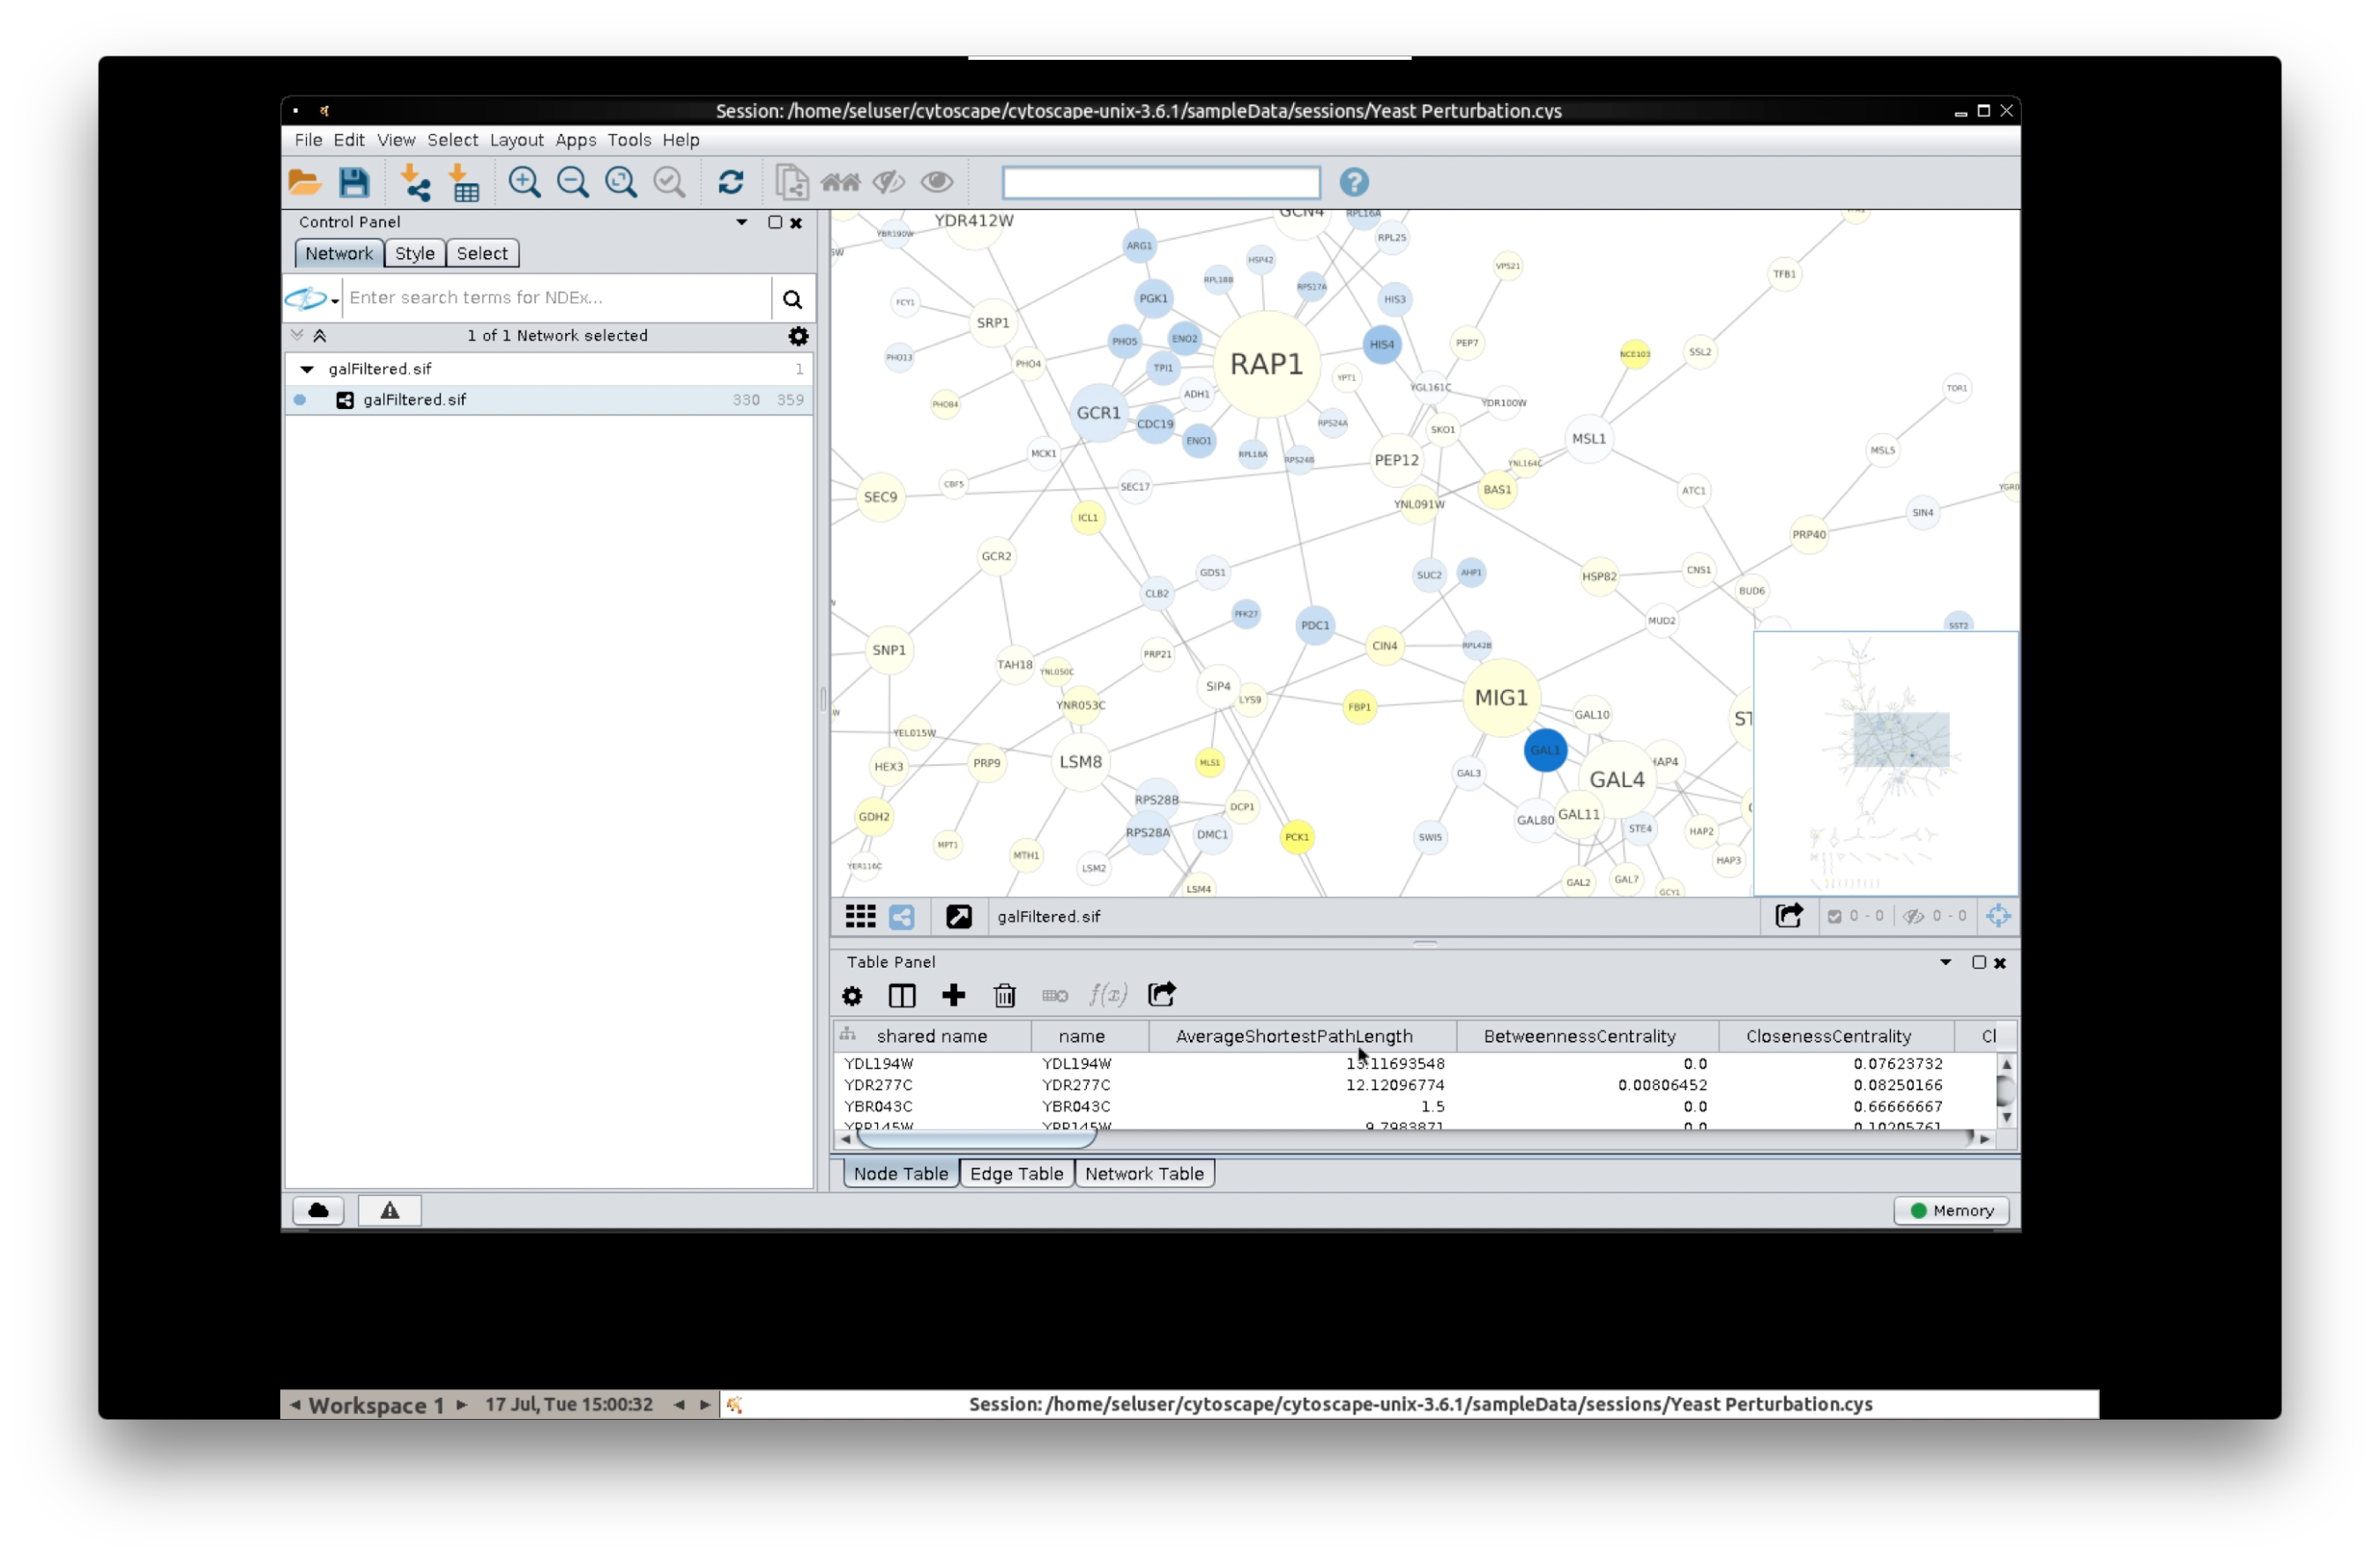 Session: /home/seluser/cytoscape/cytoscape-unix-3.6.1/sampleData/sessions/Yeast Perturbation.cys
File Edit View Select Layout Apps Tools Help
Control Panel
Network Style Select
Enter search terms for NDEx...
1 of 1 Network selected
galFiltered.sif 1
galFiltered.sif 330 359
YDR412W GCN4 RPL16A
YBR190W ARG1 RPL25
HSP42 VPS21 TFB1
RPL18B RPS17A
FCY1 PGK1 HIS3
SRP1
PHO13 PHO5 ENO2 HIS4 PEP7 NCE103 SSL2
PHO4 TPI1 RAP1 YPT1
YGL161C TOR1
PHO84 GCR1 ADH1 YDR100W
CDC19 RPS24A SKO1
ENO1 MSL1 MSL5
MCK1 RPL18A RPS24B PEP12 YNL164C
SEC9 CBF5 SEC17 BAS1 ATC1
ICL1 YNL091W SIN4
PRP40
GCR2
GDS1 SUC2 AHP1 HSP82 CNS1
CLB2 BUD6
PFK27 PDC1 MUD2 SST2
SNP1 PRP21 CIN4 RPL42B
TAH18 YNL050C
SIP4 LYS9 MIG1
YNR053C FBP1 GAL10
YEL015W
HEX3 PRP9 LSM8 MLS1 GAL1 GAL3 GAL4 HAP4
RPS28B DCP1
GDH2 RPS28A DMC1 PCK1 SWI5 GAL80 GAL11 STE4 HAP2
MPT1 MTH1
YER116C LSM2 HAP3
LSM4 GAL2 GAL7 GCY1
galFiltered.sif 0 - 0 0 - 0
Table Panel
f(x)
shared name name AverageShortestPathLength BetweennessCentrality ClosenessCentrality Cl
YDL194W YDL194W 13.11693548 0.0 0.07623732
YDR277C YDR277C 12.12096774 0.00806452 0.08250166
YBR043C YBR043C 1.5 0.0 0.66666667
YPR145W YPR145W 9.7983871 0.0 0.10205761
Node Table Edge Table Network Table
Memory
Workspace 1 17 Jul, Tue 15:00:32 Session: /home/seluser/cytoscape/cytoscape-unix-3.6.1/sampleData/sessions/Yeast Perturbation.cys